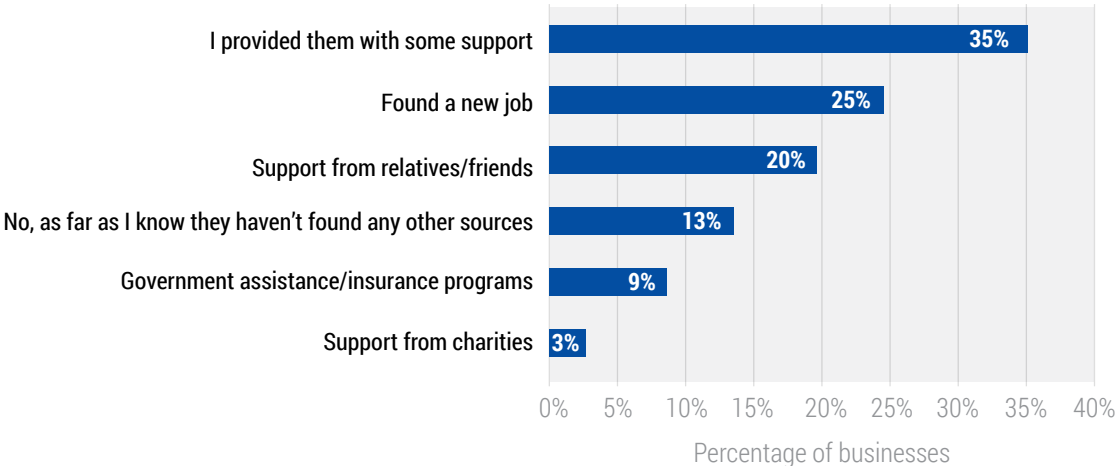 I provided them with some support 35%
Found a new job 25%
Support from relatives/friends 20%
No, as far as I know they haven’t found any other sources 13%
Government assistance/insurance programs 9%
Support from charities 3%
0% 5% 10% 15% 20% 25% 30% 35% 40%
Percentage of businesses